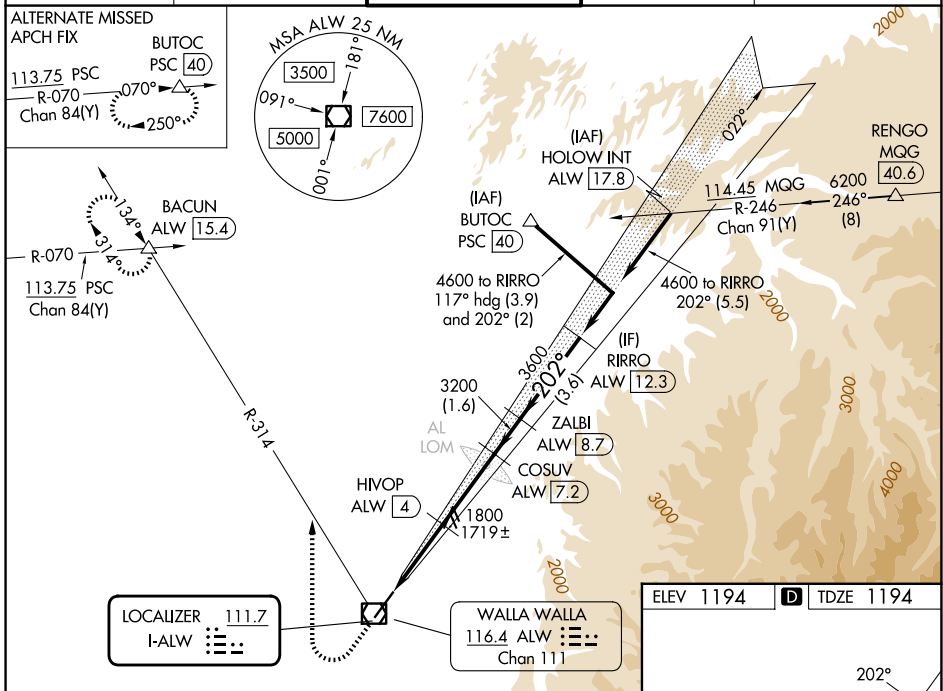 ALTERNATE MISSED
APCH FIX
BUTOC
PSC 40
113.75 PSC
R-070
Chan 84(Y)
070°
250°
MSA ALW 25 NM
3500
181°
091°
7600
5000
001°
2000
(IAF)
HOLOW INT
ALW 17.8
022°
RENGO
MQG
40.6
114.45 MQG
R-246
Chan 91(Y)
6200
246°
(8)
BACUN
ALW 15.4
134°
314°
R-070
113.75 PSC
Chan 84(Y)
(IAF)
BUTOC
PSC 40
4600 to RIRRO
117° hdg (3.9)
and 202° (2)
4600 to RIRRO
202° (5.5)
2000
(IF)
RIRRO
ALW 12.3
3600
202°
(3.6)
3200
(1.6)
3000
AL
LOM
ZALBI
ALW 8.7
R-314
COSUV
ALW 7.2
HIVOP
ALW 4
4000
3000
1800
1719±
2000
LOCALIZER 111.7
I-ALW
WALLA WALLA
116.4 ALW
Chan 111
ELEV 1194 D TDZE 1194
202°